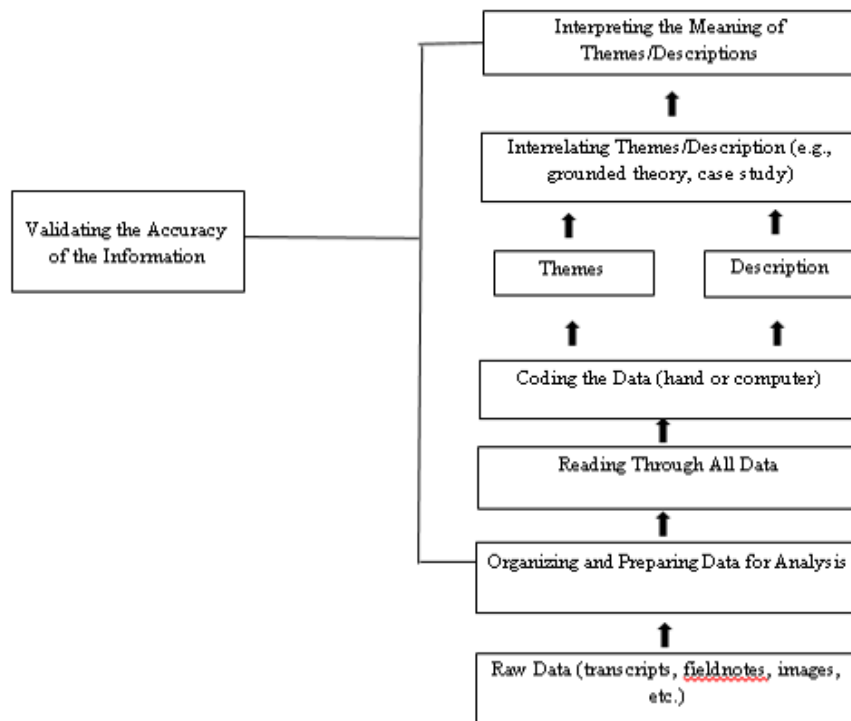 Interpreting the Meaning of
Themes/Descriptions
Interrelating Themes/Description (e.g.,
grounded theory, case study)
Validating the Accuracy
of the Information
Themes
Description
Coding the Data (hand or computer)
Reading Through All Data
Organizing and Preparing Data for Analysis
Raw Data (transcripts, fieldnotes, images,
etc.)